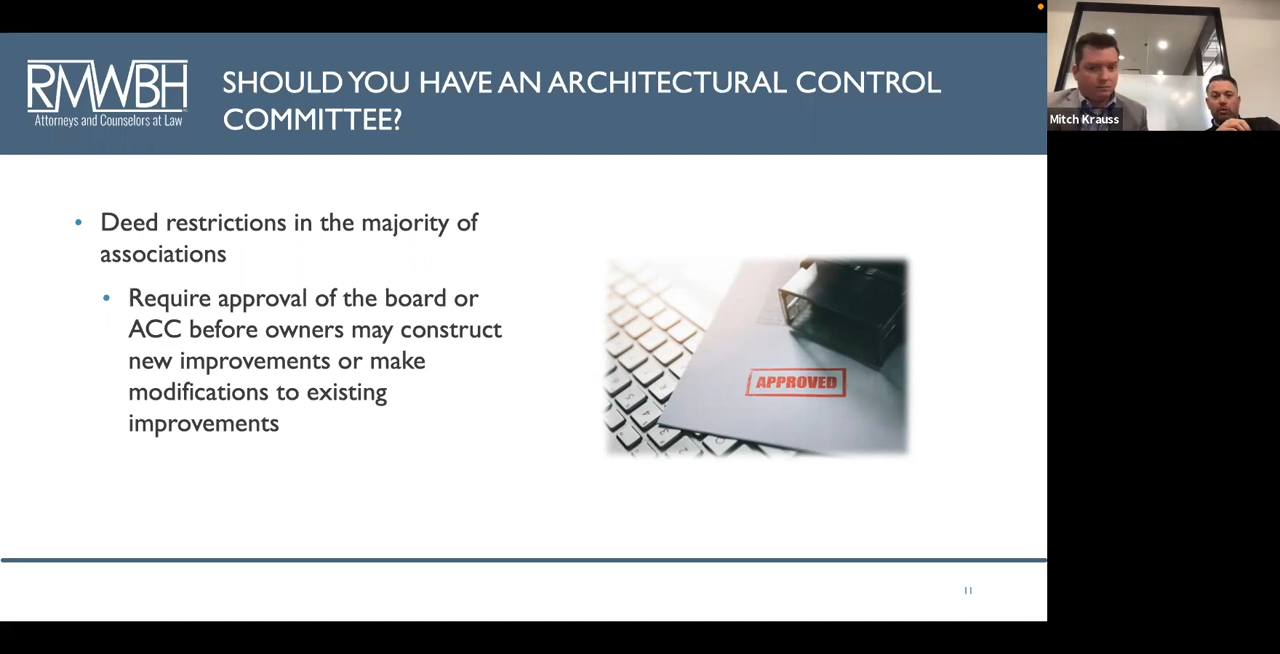 RMWBH
Attorneys and Counselors at Law
SHOULD YOU HAVE AN ARCHITECTURAL CONTROL
COMMITTEE?
• Deed restrictions in the majority of
associations
• Require approval of the board or
ACC before owners may construct
new improvements or make
modifications to existing
improvements
APPROVED
11
Mitch Krauss